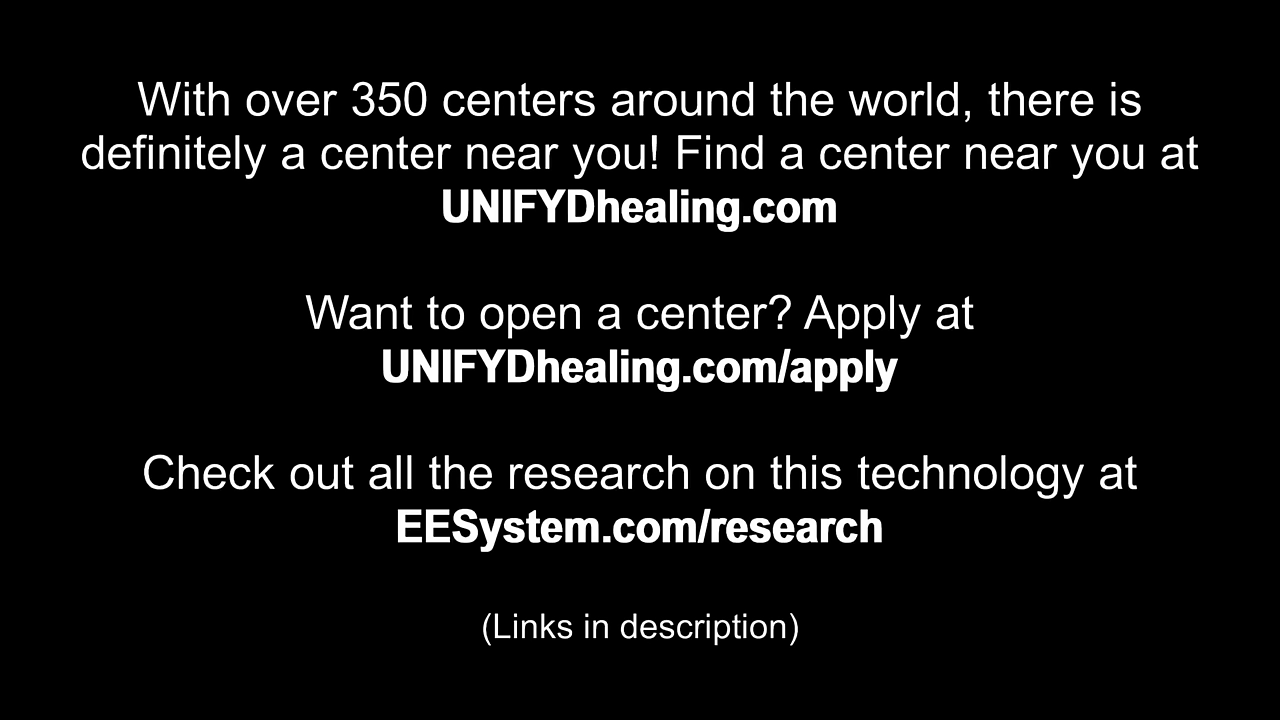 With over 350 centers around the world, there is
definitely a center near you! Find a center near you at
UNIFYDhealing.com
Want to open a center? Apply at
UNIFYDhealing.com/apply
Check out all the research on this technology at
EESystem.com/research
(Links in description)